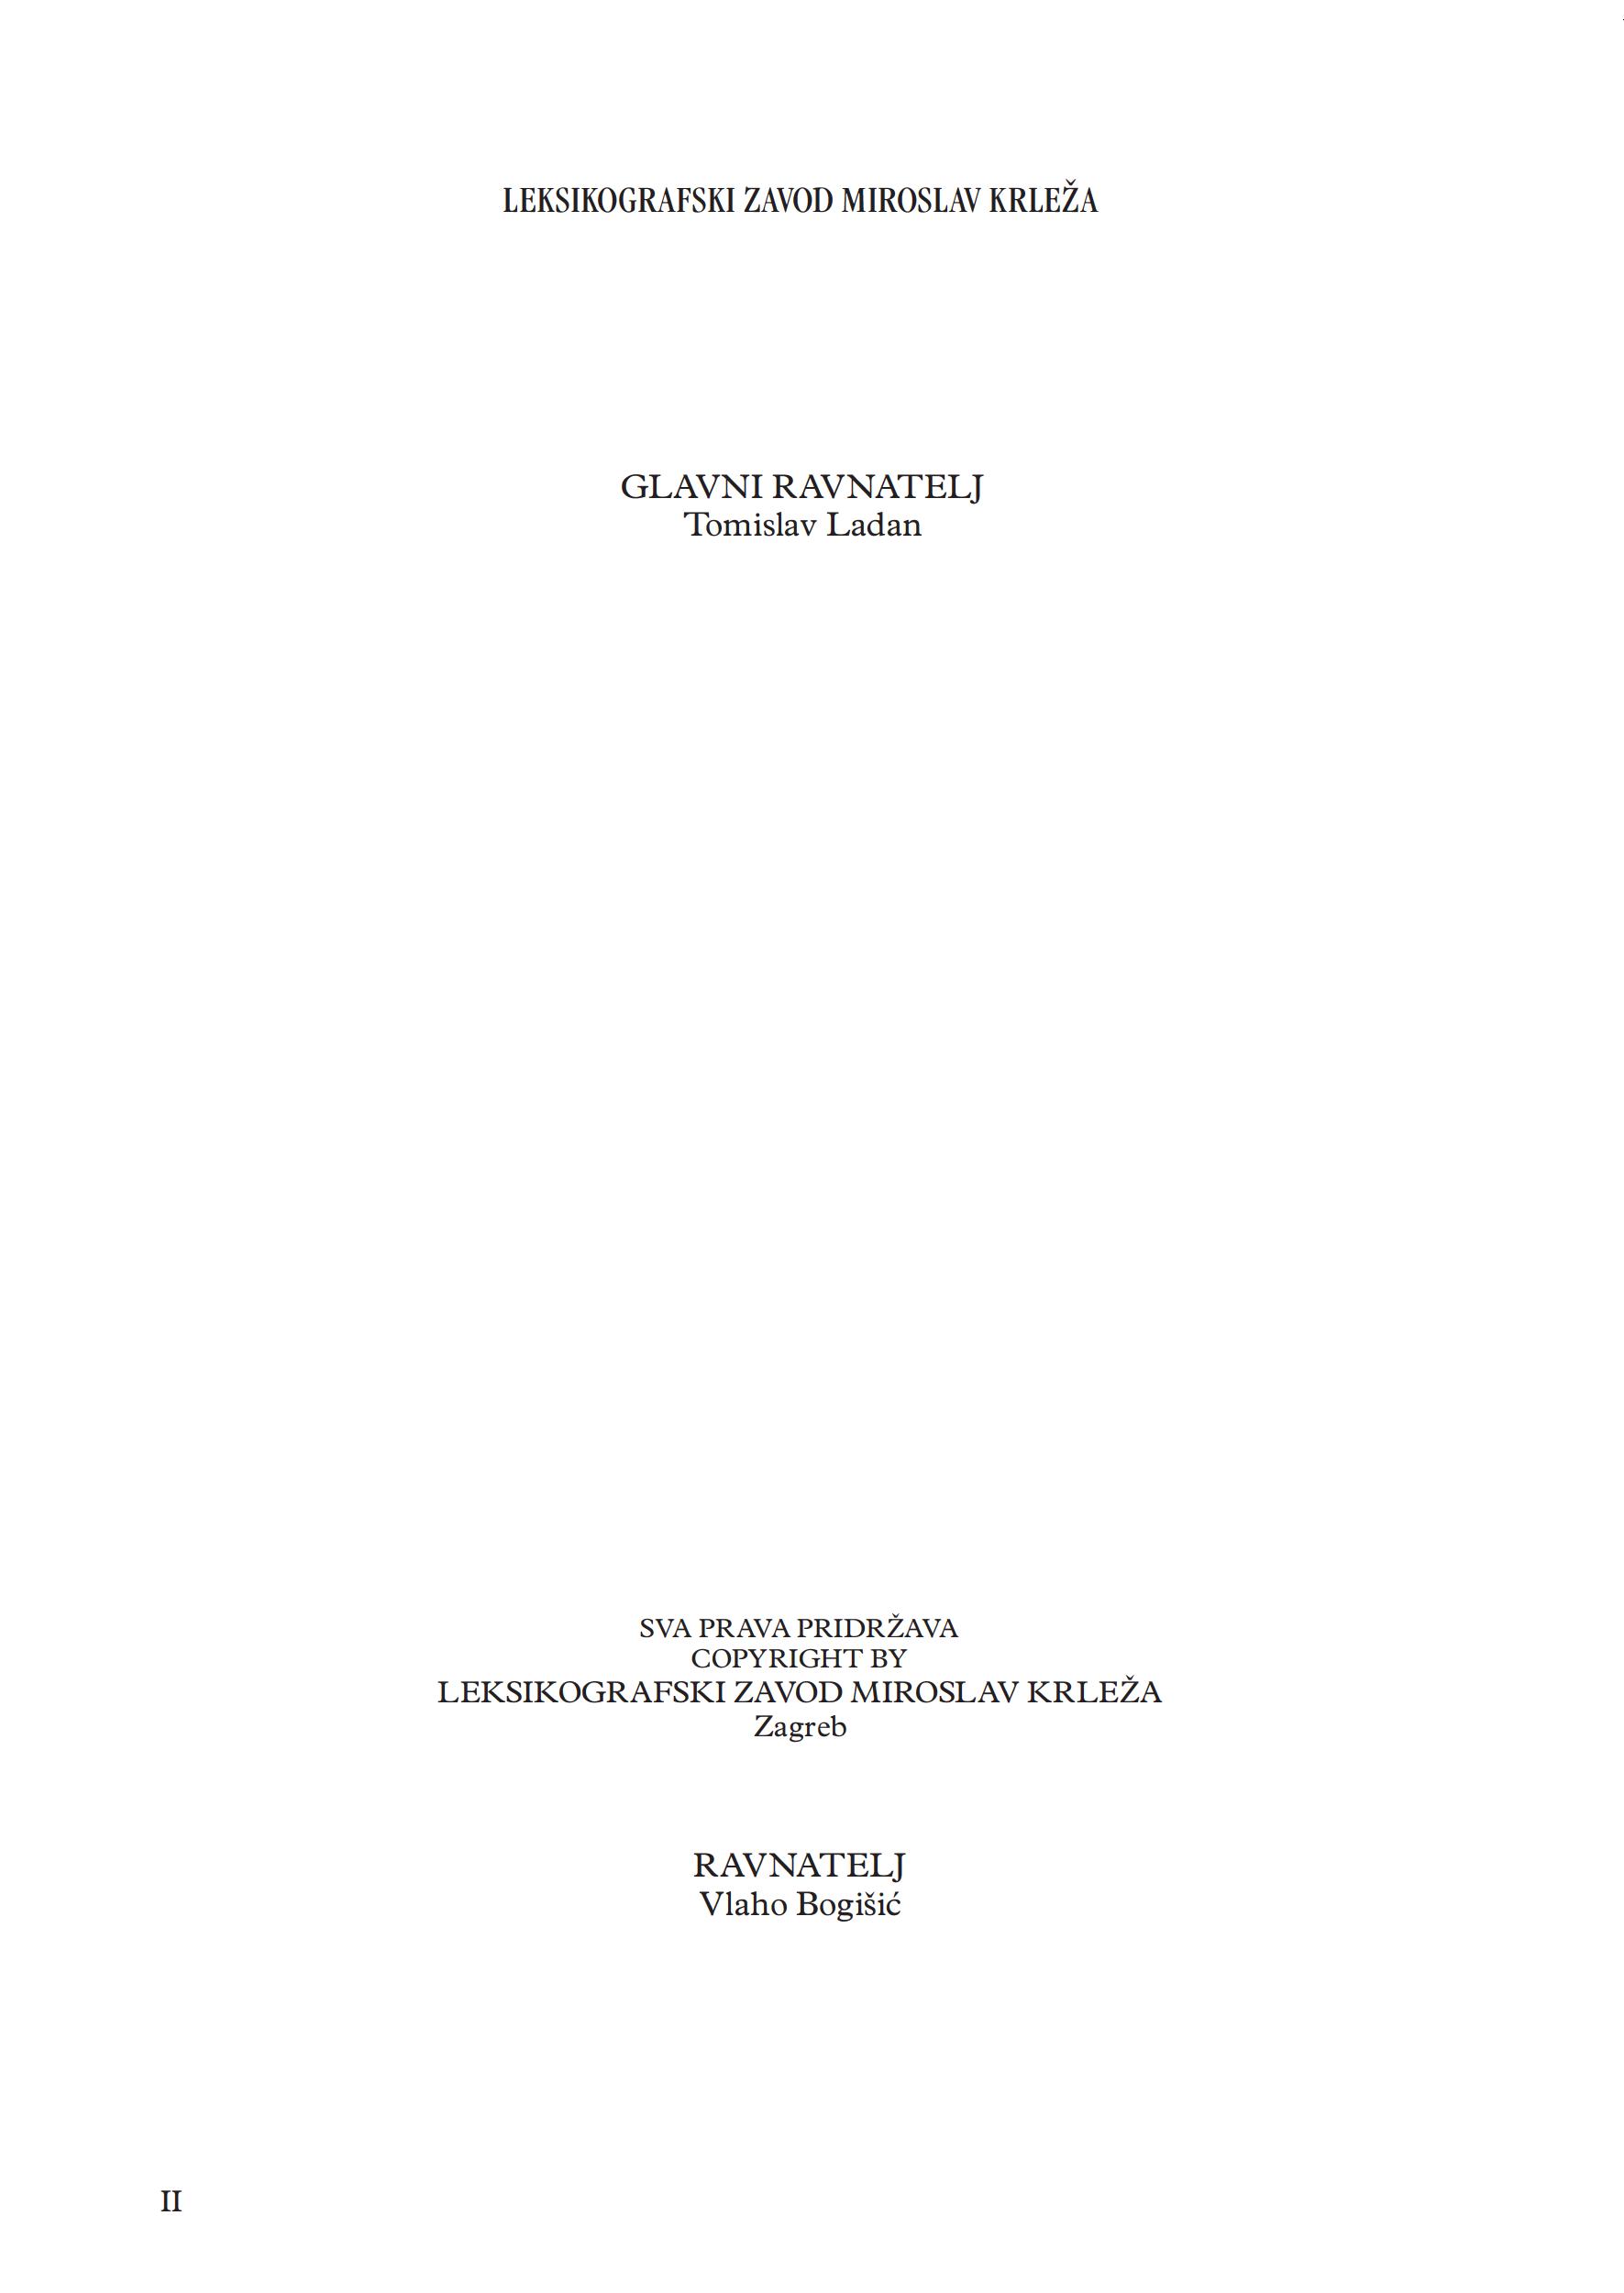 LEKSIKOGRAFSKI ZAVOD MIROSLAV KRLEŽA
GLAVNI RAVNATELJ
Tomislav Ladan
SVA PRAVA PRIDRŽAVA
COPYRIGHT BY
LEKSIKOGRAFSKI ZAVOD MIROSLAV KRLEŽA
Zagreb
RAVNATELJ
Vlaho Bogišić
II